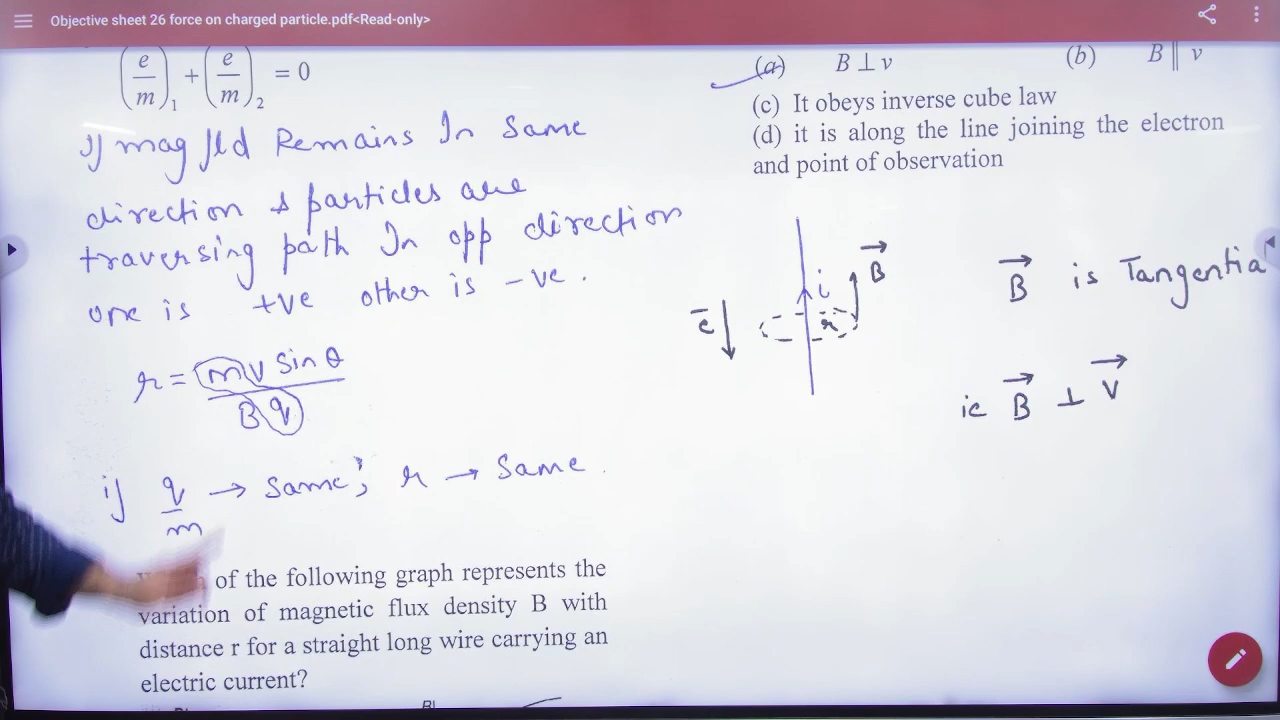 Objective sheet 26 force on charged particle.pdf<Read-only>
(e/m)₁ + (e/m)₂ = 0
If mag fld Remains In Same
direction & particles are
traversing path In opp direction
one is +ve other is -ve .
r = mv sin θ / Bq
if q/m → same ; r → same .
of the following graph represents the
variation of magnetic flux density B with
distance r for a straight long wire carrying an
electric current?
B
(a) B ⊥ v (b) B ∥ v
(c) It obeys inverse cube law
(d) it is along the line joining the electron
and point of observation
e
i
r
B
B is Tangentia
ie B ⊥ V